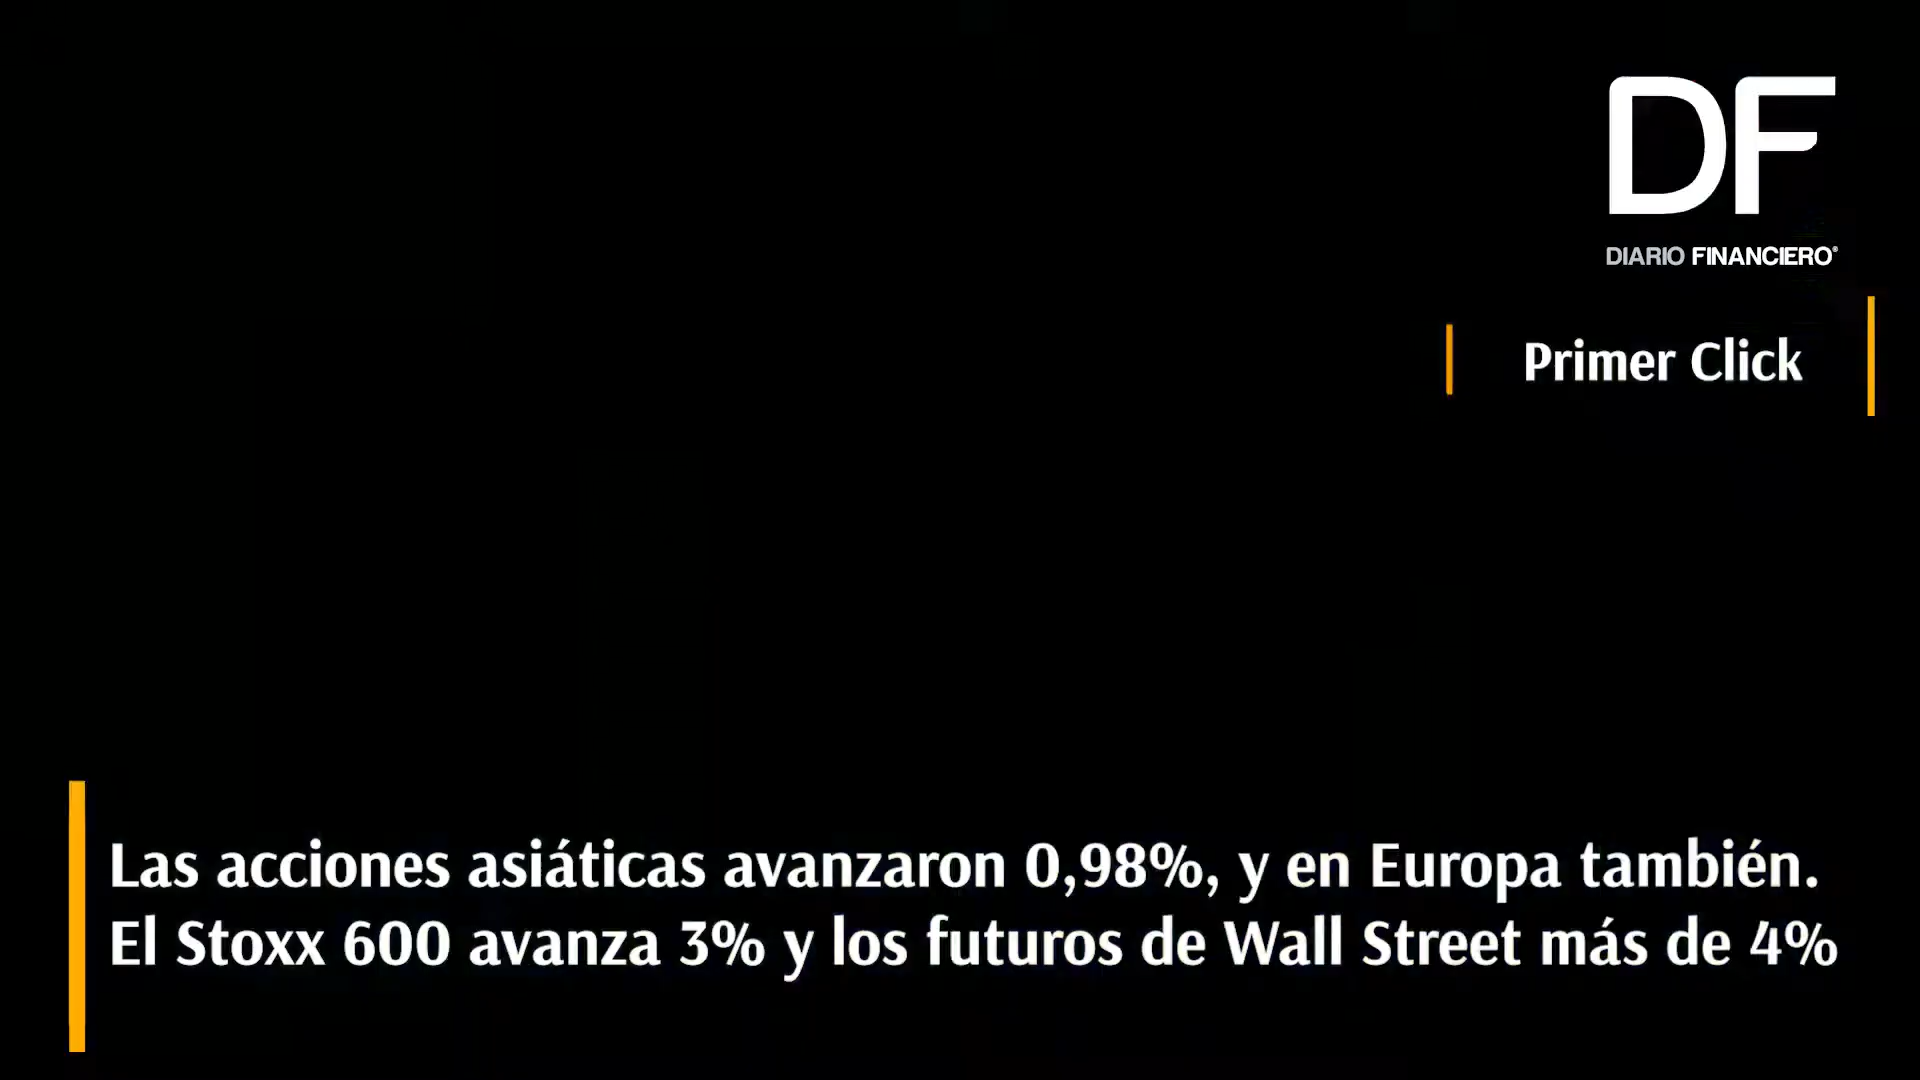 DF
DIARIO FINANCIERO®
Primer Click
Las acciones asiáticas avanzaron 0,98%, y en Europa también.
El Stoxx 600 avanza 3% y los futuros de Wall Street más de 4%